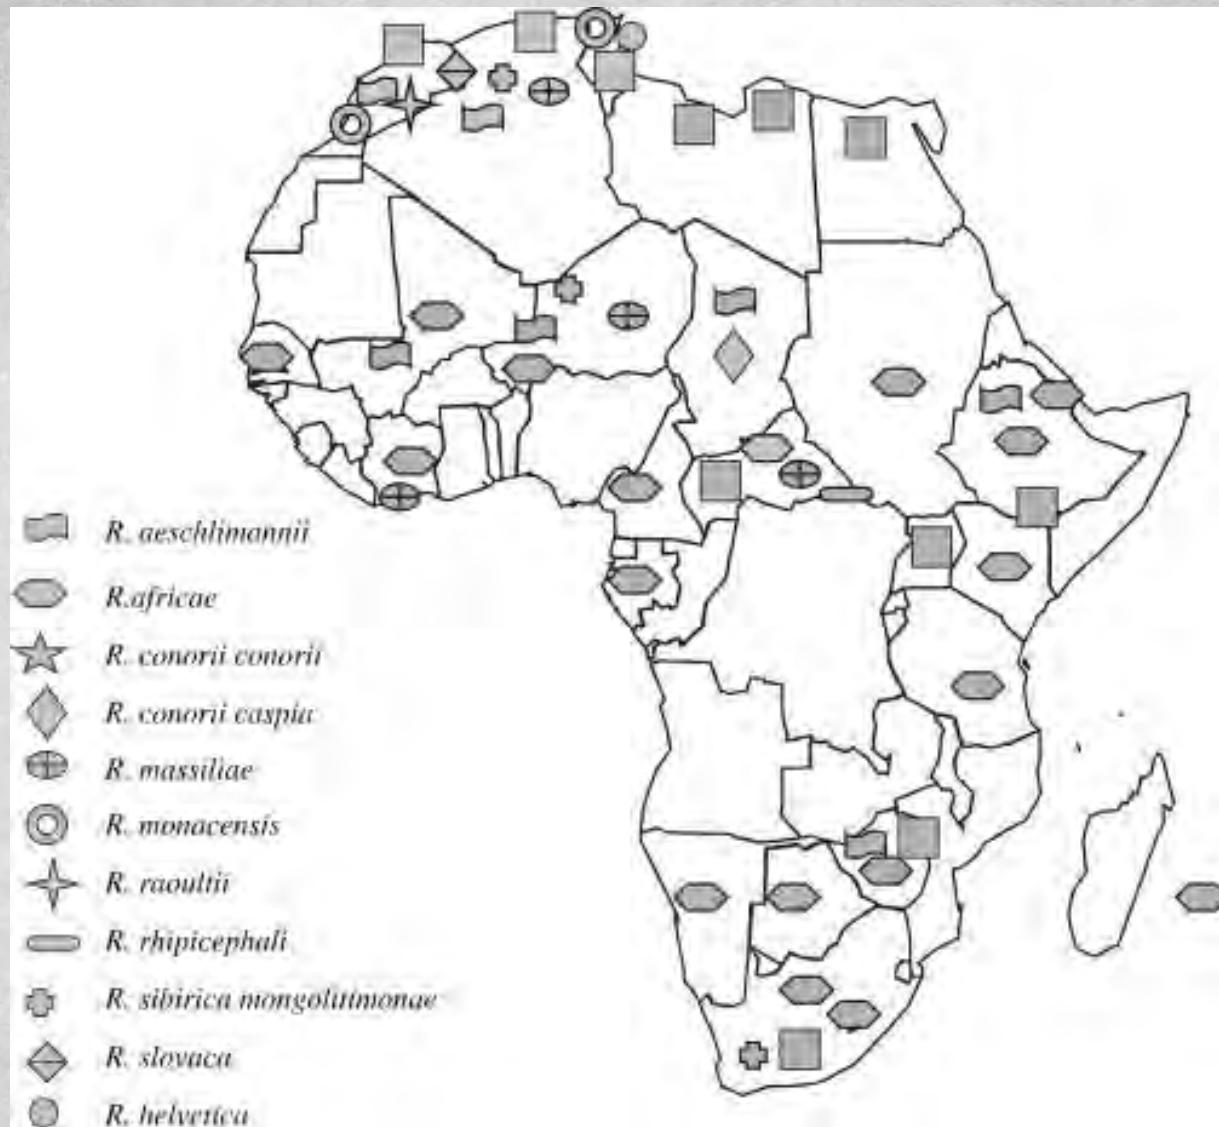 R. aeschlimannii
R.africae
R. conorii conorii
R. conorii caspia
R. massiliae
R. monacensis
R. raoultii
R. rhipicephali
R. sibirica mongolitimonae
R. slovaca
R. helvetica